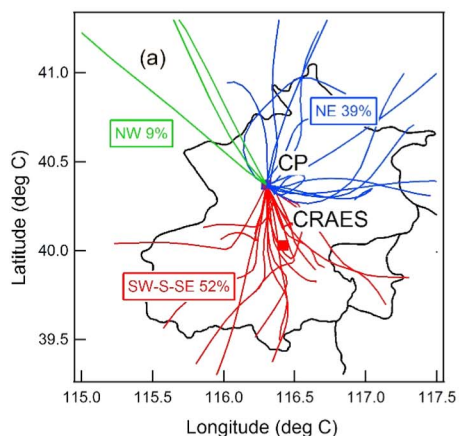 (a)
41.0
NE 39%
NW 9%
40.5
CP
CRAES
40.0
SW-S-SE 52%
39.5
115.0 115.5 116.0 116.5 117.0 117.5
Latitude (deg C)
Longitude (deg C)